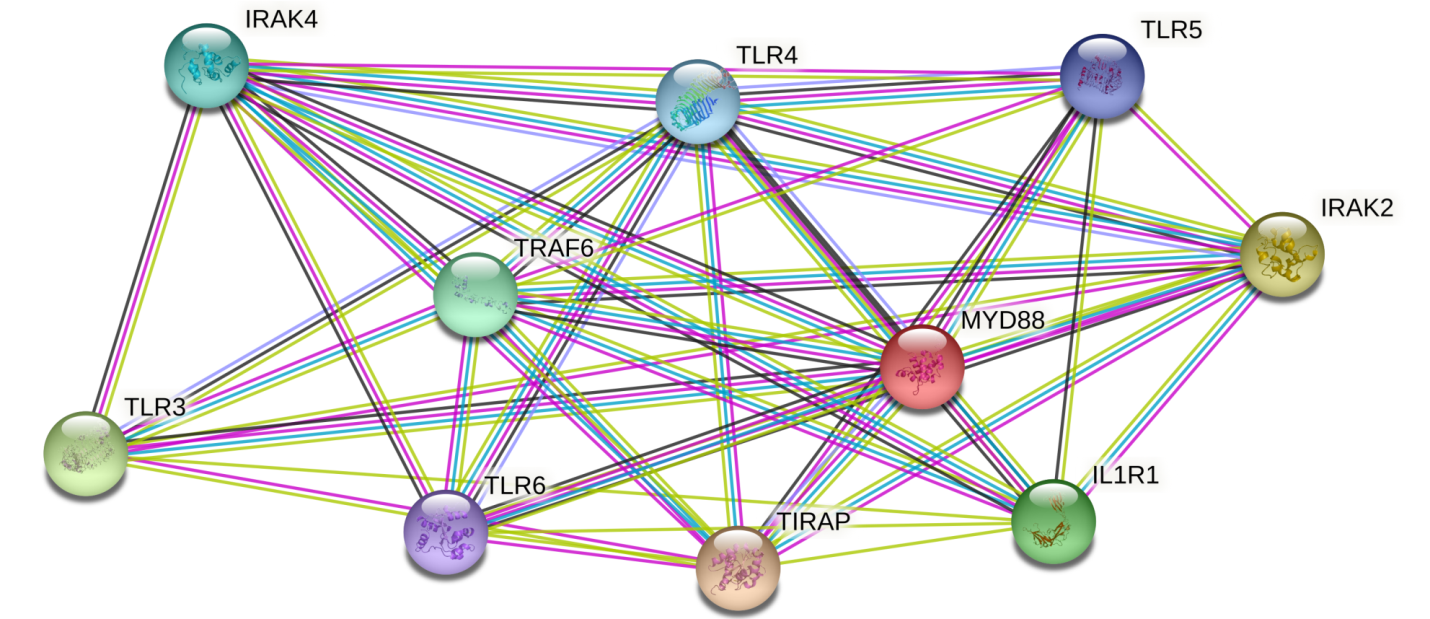 IRAK4
TLR5
TLR4
IRAK2
TRAF6
MYD88
TLR3
IL1R1
TLR6
TIRAP